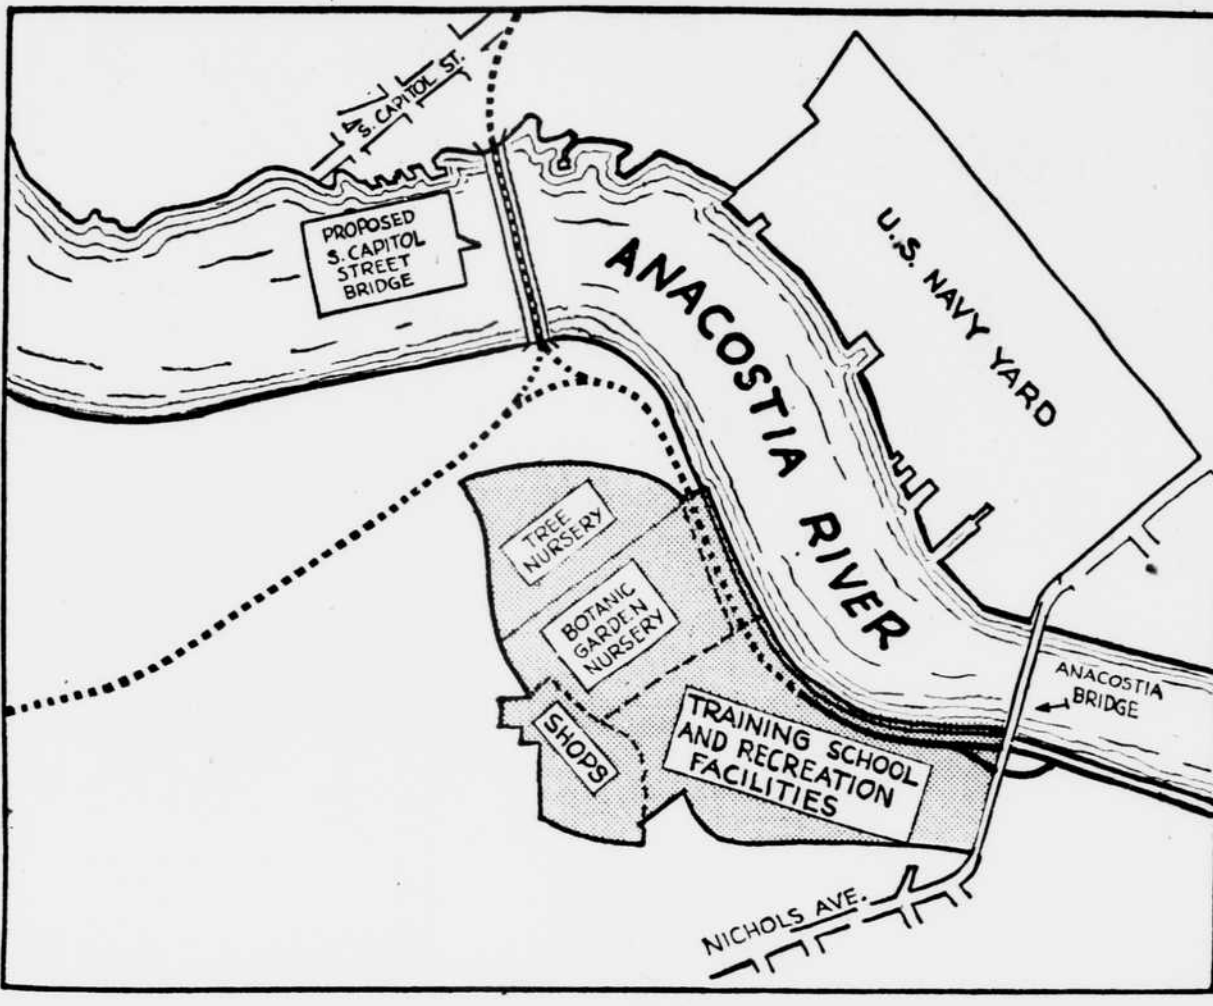 S. CAPITOL ST.
PROPOSED
S. CAPITOL
STREET
BRIDGE
ANACOSTIA RIVER
U.S. NAVY YARD
TREE
NURSERY
BOTANIC
GARDEN
NURSERY
SHOPS
TRAINING SCHOOL
AND RECREATION
FACILITIES
ANACOSTIA
BRIDGE
NICHOLS AVE.